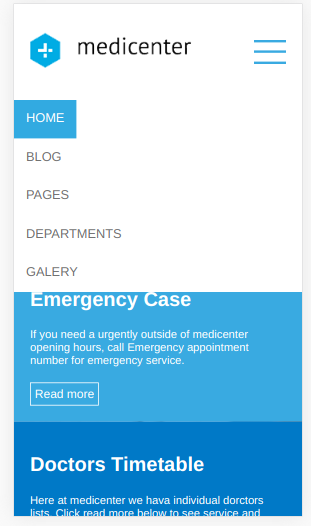 medicenter
HOME
BLOG
PAGES
DEPARTMENTS
GALERY
Emergency Case
If you need a urgently outside of medicenter
opening hours, call Emergency appointment
number for emergency service.
Read more
Doctors Timetable
Here at medicenter we hava individual dorctors
lists. Click read more below to see service and